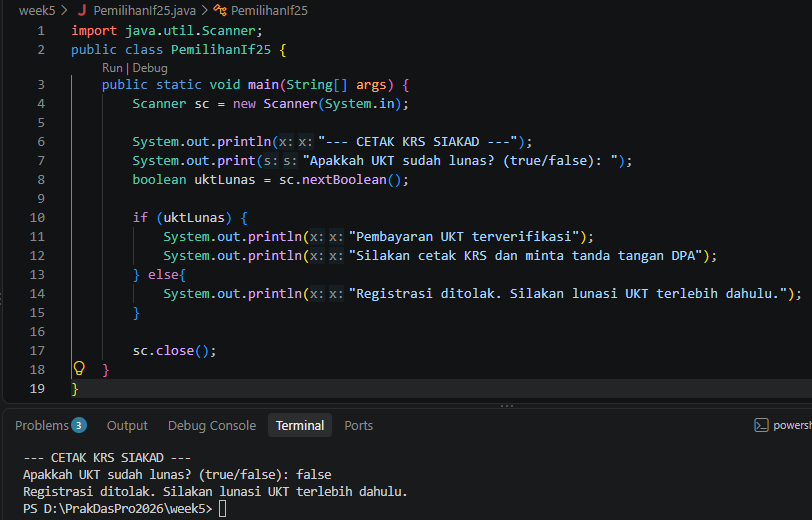 week5 > J PemilihanIf25.java > PemilihanIf25
1 import java.util.Scanner;
2 public class PemilihanIf25 {
Run | Debug
3 public static void main(String[] args) {
4 Scanner sc = new Scanner(System.in);
5
6 System.out.println(x: x: "--- CETAK KRS SIAKAD ---");
7 System.out.print(s: s: "Apakkah UKT sudah lunas? (true/false): ");
8 boolean uktLunas = sc.nextBoolean();
9
10 if (uktLunas) {
11 System.out.println(x: x: "Pembayaran UKT terverifikasi");
12 System.out.println(x: x: "Silakan cetak KRS dan minta tanda tangan DPA");
13 } else{
14 System.out.println(x: x: "Registrasi ditolak. Silakan lunasi UKT terlebih dahulu.");
15 }
16
17 sc.close();
18 }
19 }
Problems 3 Output Debug Console Terminal Ports powersh
--- CETAK KRS SIAKAD ---
Apakkah UKT sudah lunas? (true/false): false
Registrasi ditolak. Silakan lunasi UKT terlebih dahulu.
PS D:\PrakDasPro2026\week5>